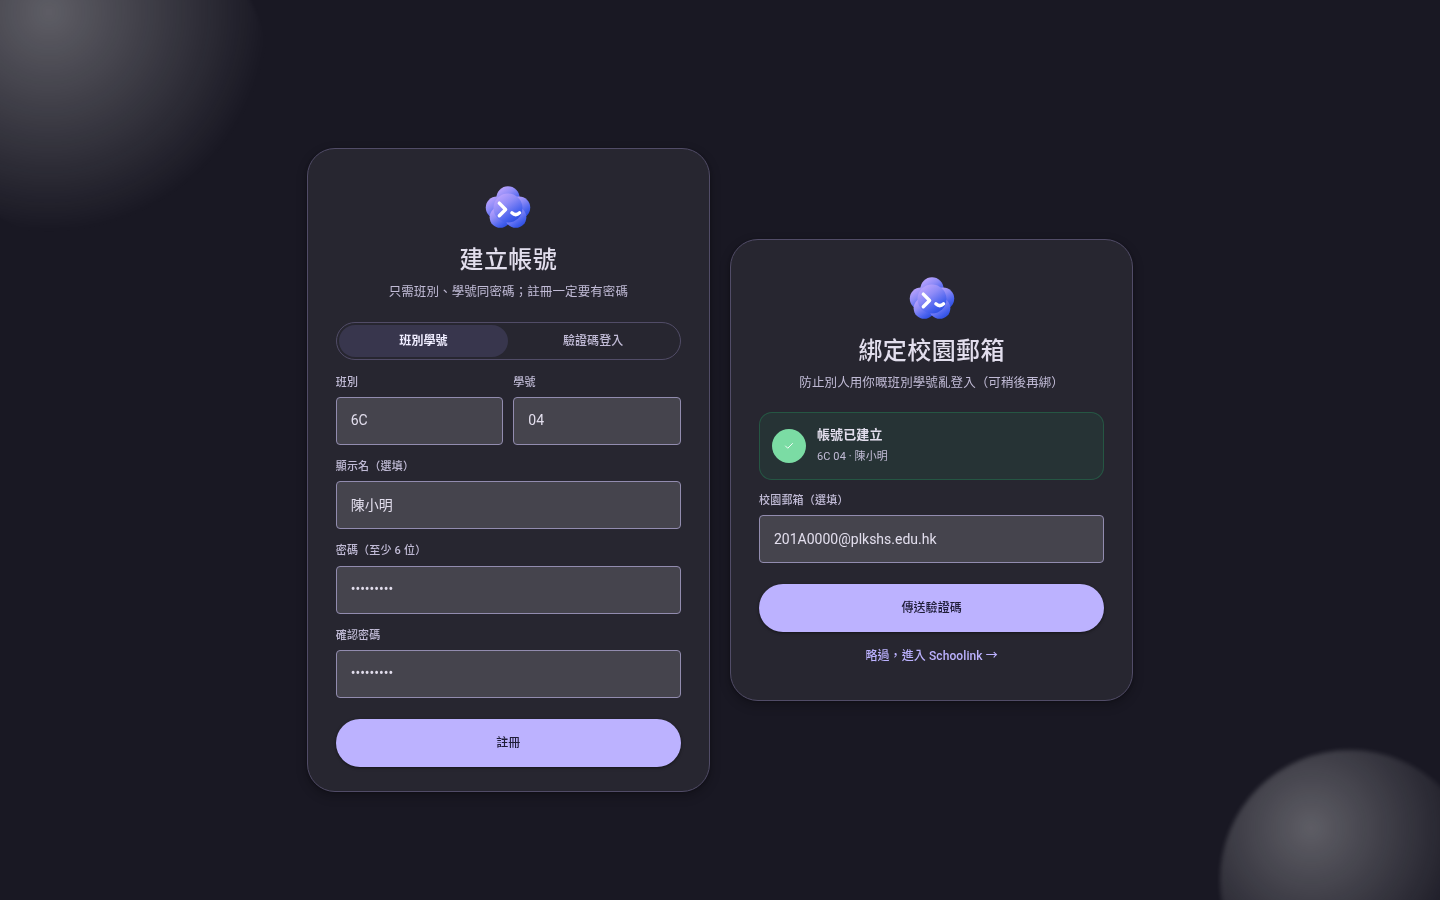 建立帳號
只需班別、學號同密碼；註冊一定要有密碼
班別學號
驗證碼登入
班別
學號
6C
04
顯示名（選填）
陳小明
密碼（至少 6 位）
•••••••••
確認密碼
•••••••••
註冊
綁定校園郵箱
防止別人用你嘅班別學號亂登入（可稍後再綁）
帳號已建立
6C 04 · 陳小明
校園郵箱（選填）
201A0000@plkshs.edu.hk
傳送驗證碼
略過，進入 Schoolink →